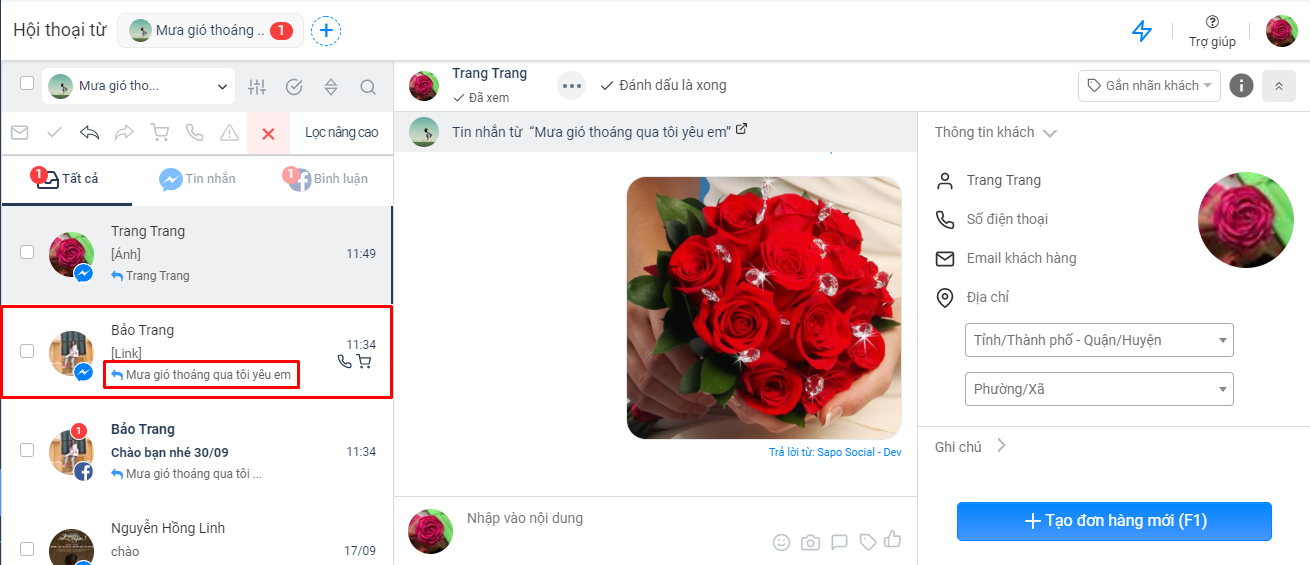 Hội thoại từ
Mưa gió thoáng ..
1
Trợ giúp
Mưa gió tho...
Lọc nâng cao
1
Tất cả
Tin nhắn
1
Bình luận
Trang Trang
[Ảnh]
11:49
Trang Trang
Bảo Trang
11:34
[Link]
Mưa gió thoáng qua tôi yêu em
1
Bảo Trang
Chào bạn nhé 30/09
11:34
Mưa gió thoáng qua tôi ...
Nguyễn Hồng Linh
chào
17/09
Trang Trang
Đã xem
Đánh dấu là xong
Gắn nhãn khách
Tin nhắn từ “Mưa gió thoáng qua tôi yêu em”
Trả lời từ: Sapo Social - Dev
Nhập vào nội dung
Thông tin khách
Trang Trang
Số điện thoại
Email khách hàng
Địa chỉ
Tỉnh/Thành phố - Quận/Huyện
Phường/Xã
Ghi chú
Tạo đơn hàng mới (F1)